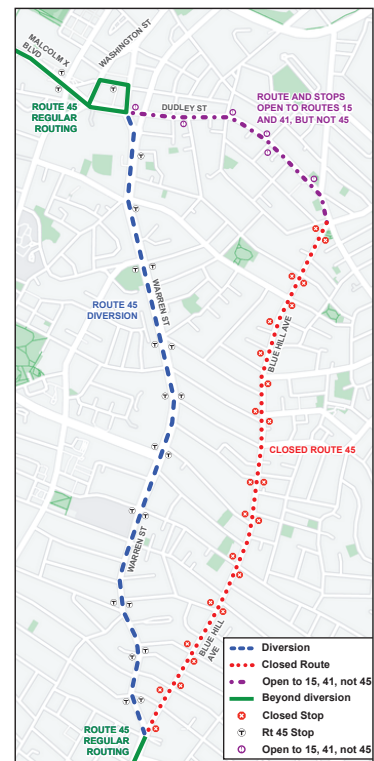 MALCOLM X
BLVD
WASHINGTON ST
ROUTE 45
REGULAR
ROUTING
DUDLEY ST
ROUTE AND STOPS
OPEN TO ROUTES 15
AND 41, BUT NOT 45
ROUTE 45
DIVERSION
WARREN ST
BLUE HILL AVE
CLOSED ROUTE 45
WARREN ST
BLUE HILL
AVE
ROUTE 45
REGULAR
ROUTING
Diversion
Closed Route
Open to 15, 41, not 45
Beyond diversion
Closed Stop
Rt 45 Stop
Open to 15, 41, not 45